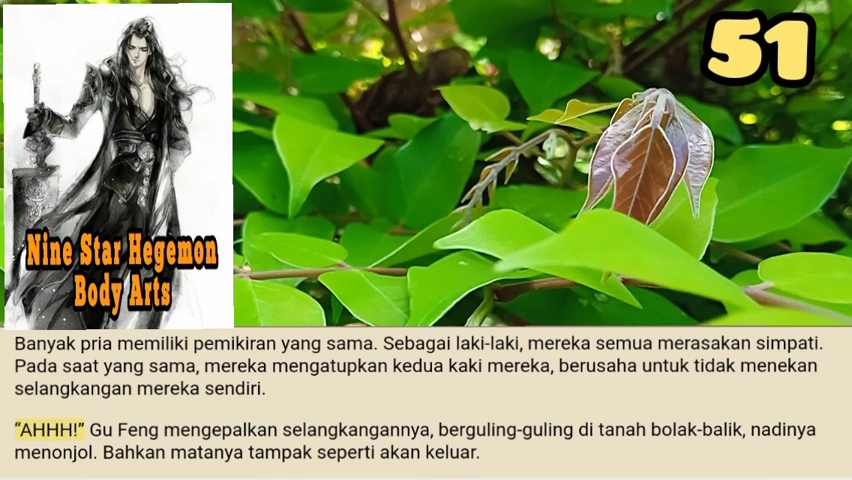 51
Nine Star Hegemon
Body Arts
Banyak pria memiliki pemikiran yang sama. Sebagai laki-laki, mereka semua merasakan simpati.
Pada saat yang sama, mereka mengatupkan kedua kaki mereka, berusaha untuk tidak menekan
selangkangan mereka sendiri.
“AHHH!” Gu Feng mengepalkan selangkangannya, berguling-guling di tanah bolak-balik, nadinya
menonjol. Bahkan matanya tampak seperti akan keluar.